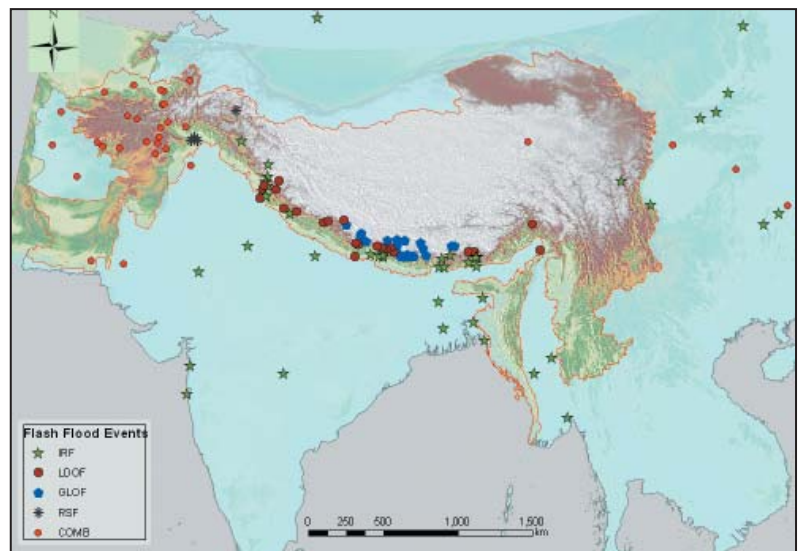 N
Flash Flood Events
IRF
LDOF
GLOF
RSF
COMB
0 250 500 1,000 1,500
km